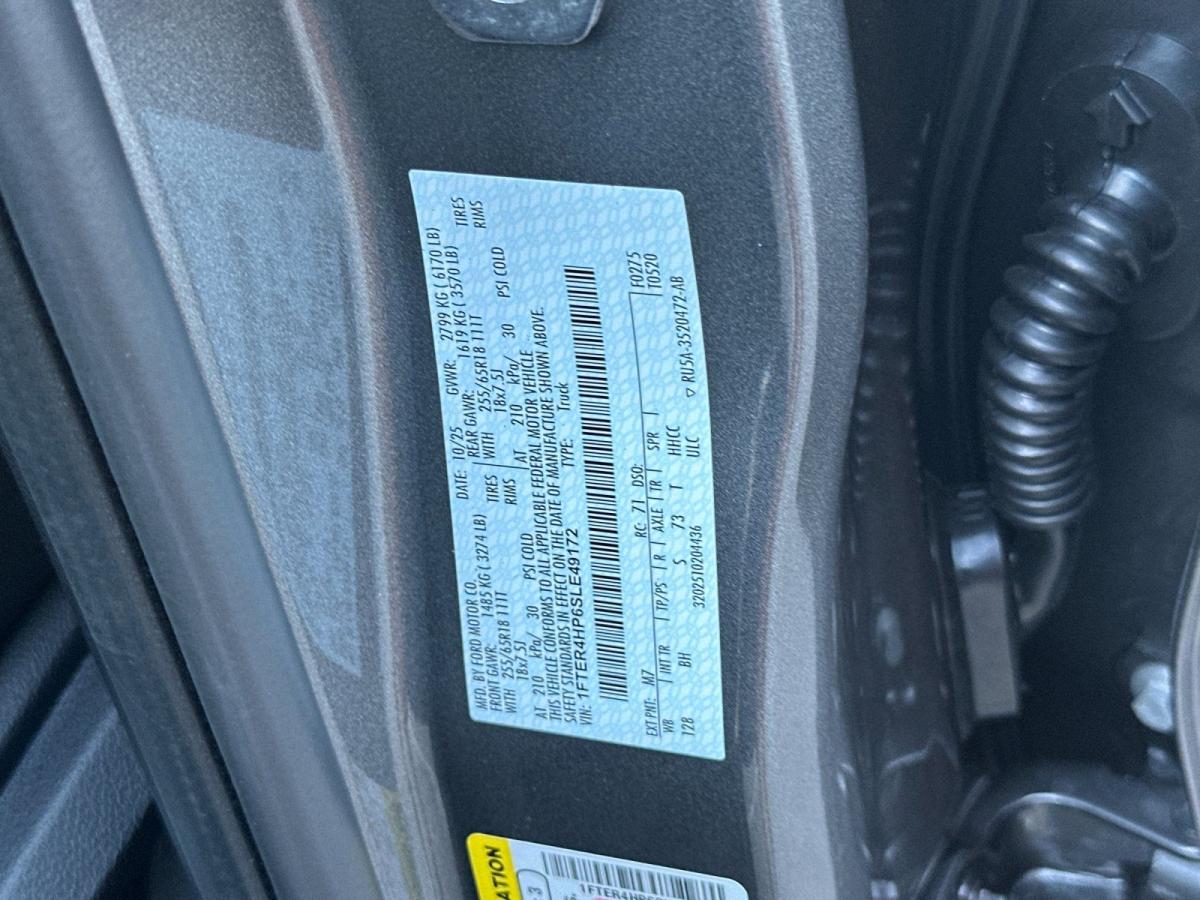 MFD. BY FORD MOTOR CO. DATE: 10/25 GVWR: 2799 KG ( 6170 LB)
FRONT GAWR: 1485 KG ( 3274 LB) REAR GAWR: 1619 KG ( 3570 LB)
WITH 255/65R18 111T TIRES WITH 255/65R18 111T TIRES
18x7.5J RIMS 18x7.5J RIMS
AT 210 kPa/ 30 PSI COLD AT 210 kPa/ 30 PSI COLD
THIS VEHICLE CONFORMS TO ALL APPLICABLE FEDERAL MOTOR VEHICLE
SAFETY STANDARDS IN EFFECT ON THE DATE OF MANUFACTURE SHOWN ABOVE.
VIN: 1FTER4HP6SLE49172 TYPE: Truck
EXT PNT: M7 RC: 71 DSO: F0275
WB INT TR TP/PS R AXLE TR SPR T0520
128 BH S 73 T HHCC
ULC
3202510204436 ▽ RU5A-3520472-AB
ATION